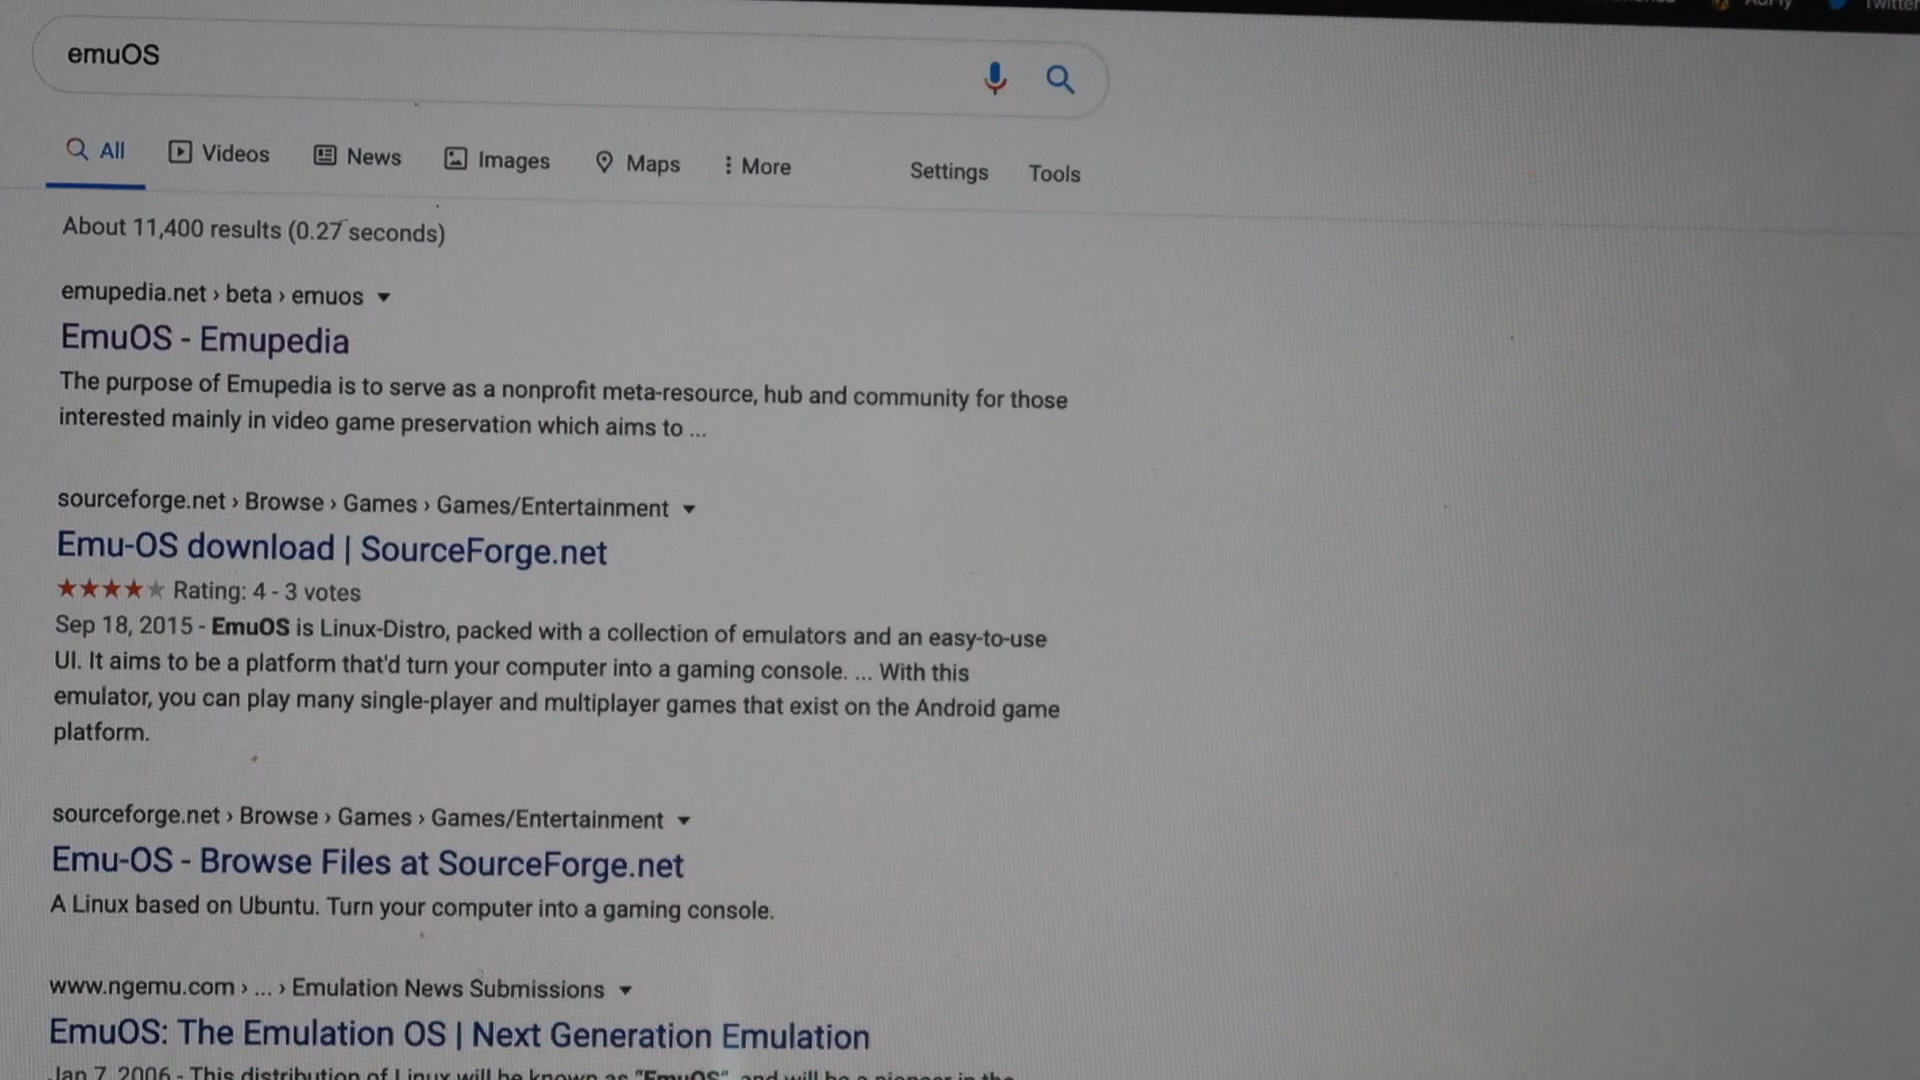 Twitter
emuOS
All Videos News Images Maps More Settings Tools
About 11,400 results (0.27 seconds)
emupedia.net › beta › emuos
EmuOS - Emupedia
The purpose of Emupedia is to serve as a nonprofit meta-resource, hub and community for those
interested mainly in video game preservation which aims to ...
sourceforge.net › Browse › Games › Games/Entertainment
Emu-OS download | SourceForge.net
Rating: 4 - 3 votes
Sep 18, 2015 - EmuOS is Linux-Distro, packed with a collection of emulators and an easy-to-use
UI. It aims to be a platform that'd turn your computer into a gaming console. ... With this
emulator, you can play many single-player and multiplayer games that exist on the Android game
platform.
sourceforge.net › Browse › Games › Games/Entertainment
Emu-OS - Browse Files at SourceForge.net
A Linux based on Ubuntu. Turn your computer into a gaming console.
www.ngemu.com › ... › Emulation News Submissions
EmuOS: The Emulation OS | Next Generation Emulation
Jan 7, 2006 - This distribution of Linux will be known as "EmuOS", and will be a pioneer in the